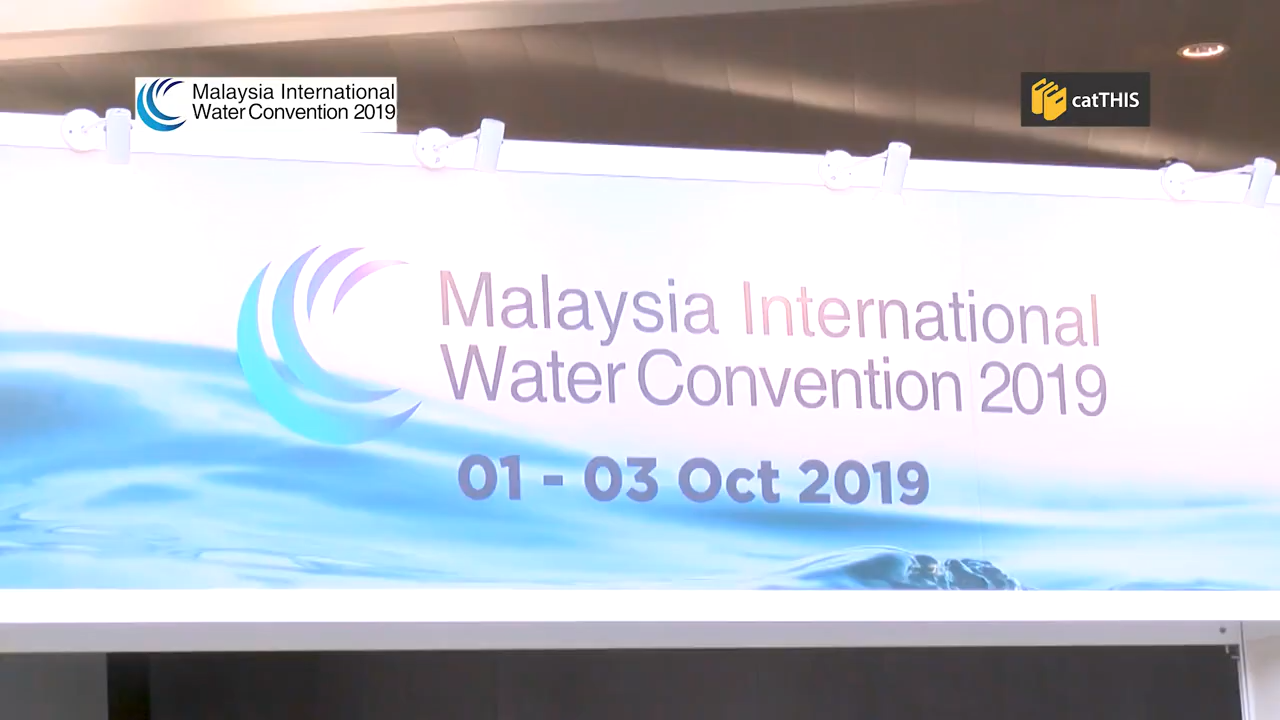 Malaysia International
Water Convention 2019
catTHIS
Malaysia International
Water Convention 2019
01 - 03 Oct 2019